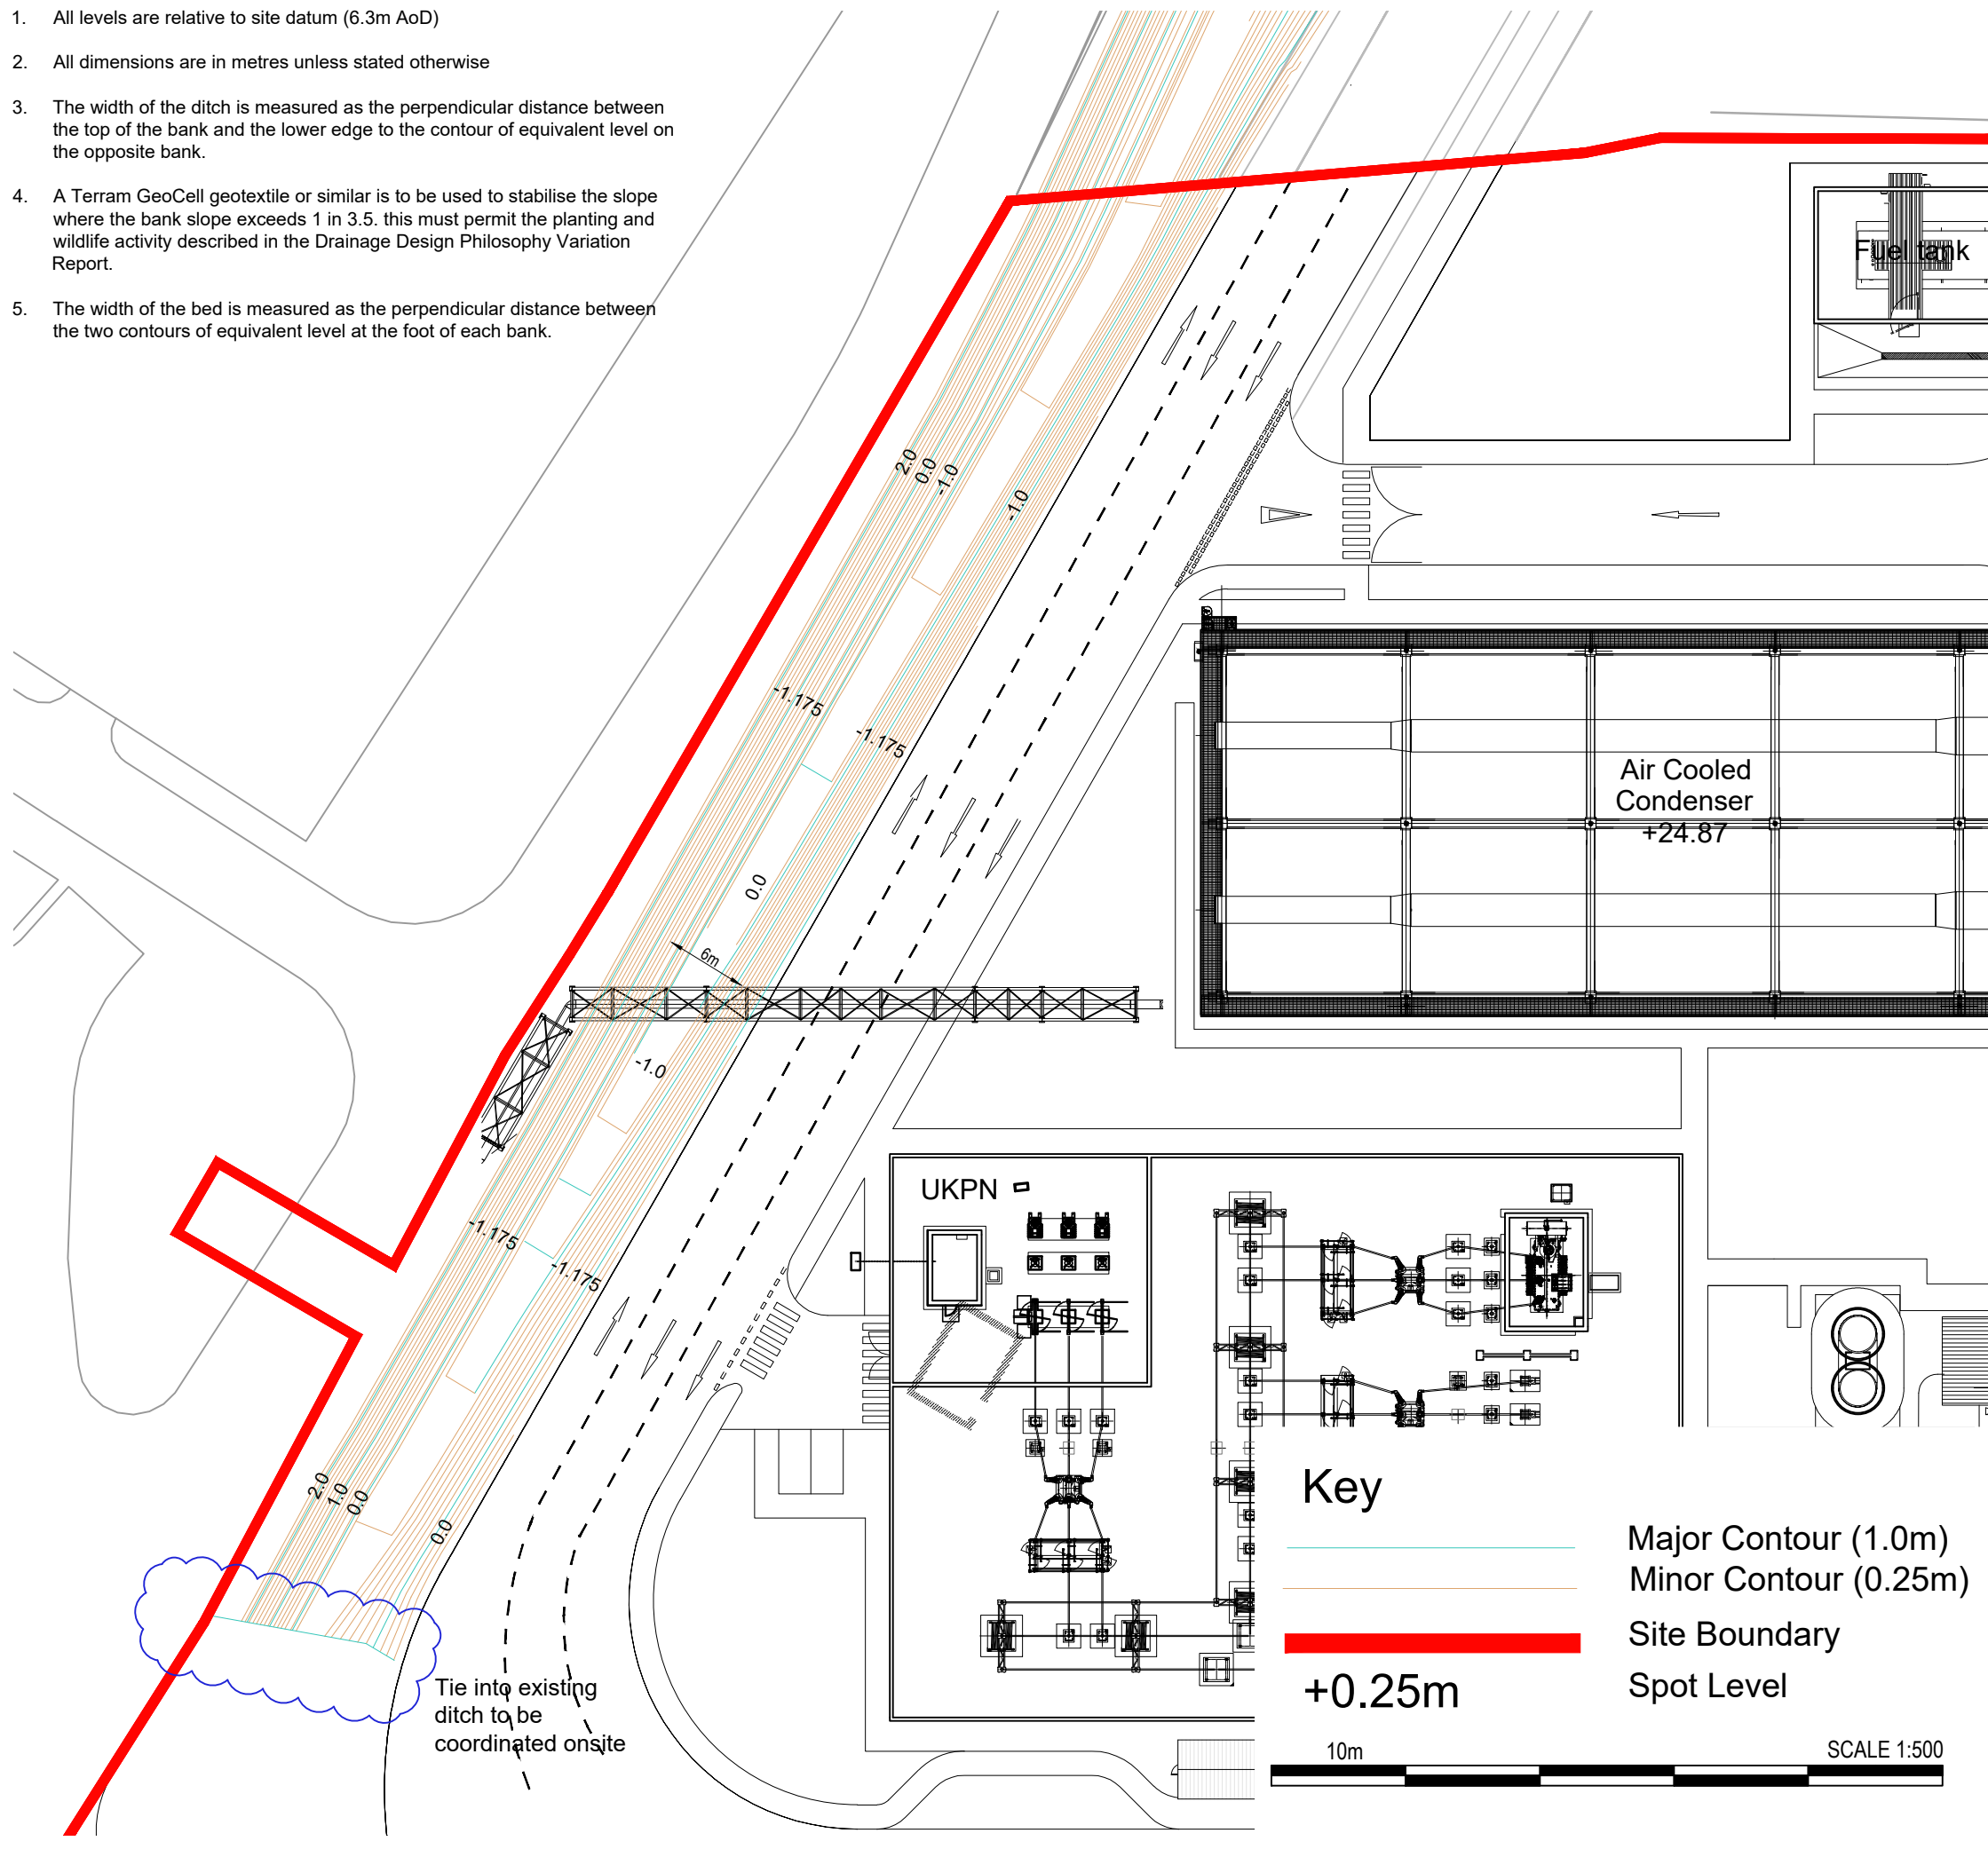 1. All levels are relative to site datum (6.3m AoD)
2. All dimensions are in metres unless stated otherwise
3. The width of the ditch is measured as the perpendicular distance between
the top of the bank and the lower edge to the contour of equivalent level on
the opposite bank.
4. A Terram GeoCell geotextile or similar is to be used to stabilise the slope
where the bank slope exceeds 1 in 3.5. this must permit the planting and
wildlife activity described in the Drainage Design Philosophy Variation
Report.
5. The width of the bed is measured as the perpendicular distance between
the two contours of equivalent level at the foot of each bank.
Fuel tank
2.0
0.0
-1.0
-1.0
-1.175
-1.175
Air Cooled
Condenser
+24.87
0.0
6m
-1.0
UKPN
-1.175
-1.175
2.0
1.0
0.0
0.0
Tie into existing
ditch to be
coordinated onsite
Key
Major Contour (1.0m)
Minor Contour (0.25m)
Site Boundary
+0.25m Spot Level
10m
SCALE 1:500